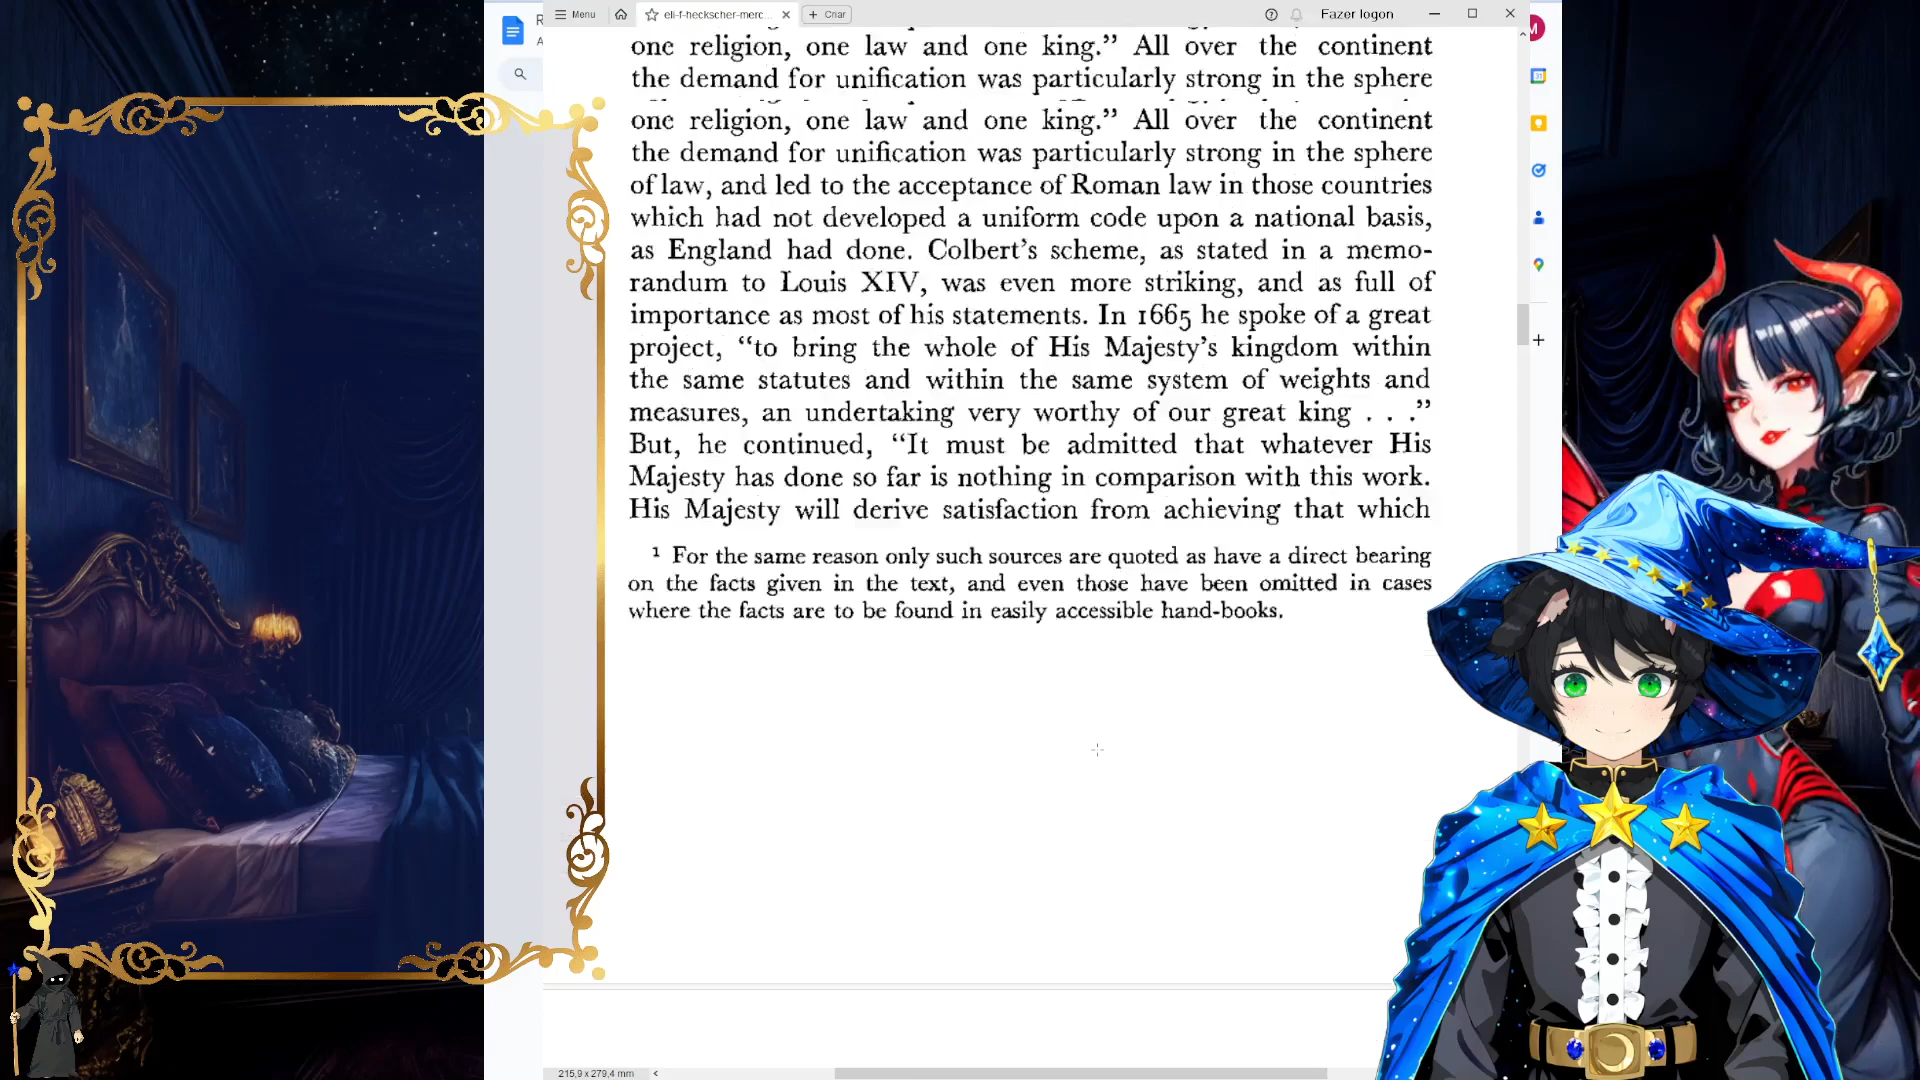 Menu
eli-f-heckscher-merc...
Criar
Fazer logon
one religion, one law and one king.” All over the continent
the demand for unification was particularly strong in the sphere
one religion, one law and one king.” All over the continent
the demand for unification was particularly strong in the sphere
of law, and led to the acceptance of Roman law in those countries
which had not developed a uniform code upon a national basis,
as England had done. Colbert’s scheme, as stated in a memo-
randum to Louis XIV, was even more striking, and as full of
importance as most of his statements. In 1665 he spoke of a great
project, “to bring the whole of His Majesty’s kingdom within
the same statutes and within the same system of weights and
measures, an undertaking very worthy of our great king . . .”
But, he continued, “It must be admitted that whatever His
Majesty has done so far is nothing in comparison with this work.
His Majesty will derive satisfaction from achieving that which
1 For the same reason only such sources are quoted as have a direct bearing
on the facts given in the text, and even those have been omitted in cases
where the facts are to be found in easily accessible hand-books.
215,9 x 279,4 mm